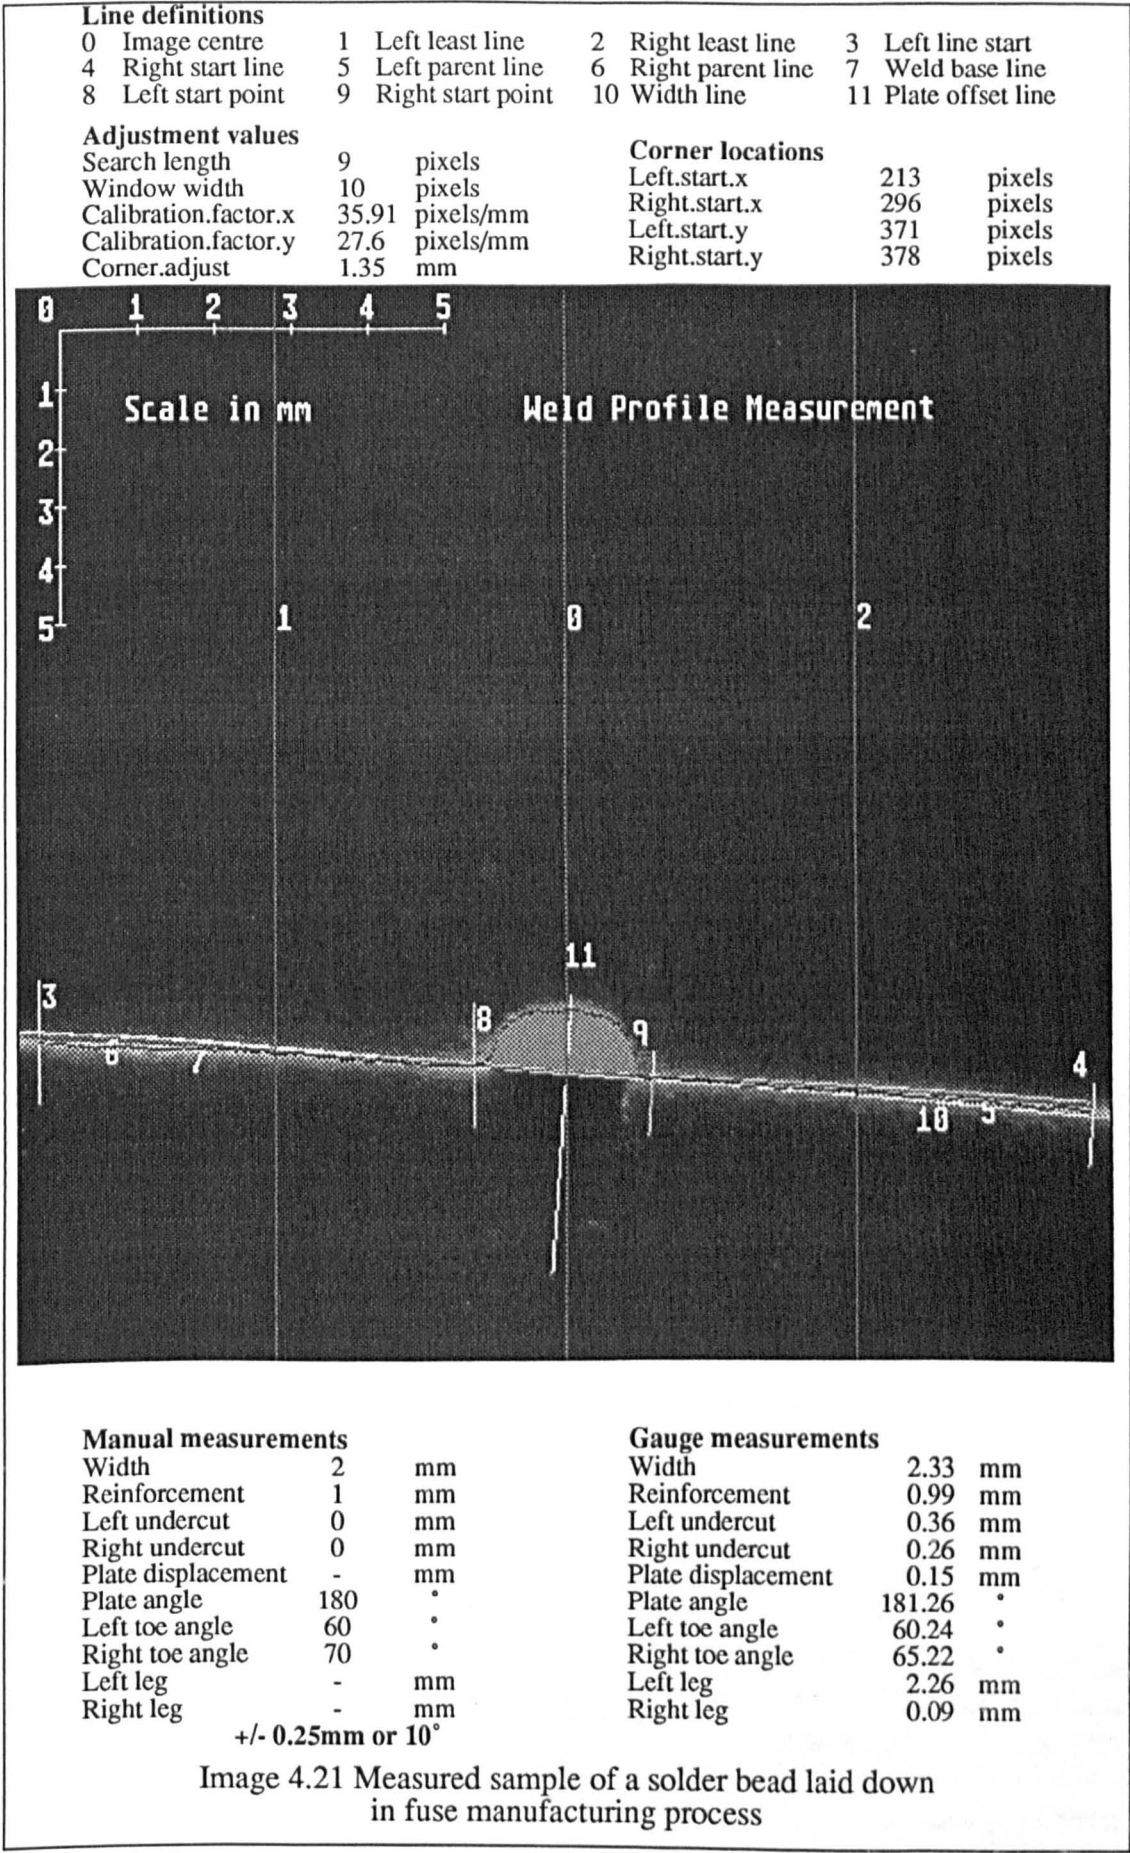 Line definitions
0 Image centre 1 Left least line 2 Right least line 3 Left line start
4 Right start line 5 Left parent line 6 Right parent line 7 Weld base line
8 Left start point 9 Right start point 10 Width line 11 Plate offset line
Adjustment values
Search length 9 pixels
Window width 10 pixels
Calibration.factor.x 35.91 pixels/mm
Calibration.factor.y 27.6 pixels/mm
Corner.adjust 1.35 mm
Corner locations
Left.start.x 213 pixels
Right.start.x 296 pixels
Left.start.y 371 pixels
Right.start.y 378 pixels
0 1 2 3 4 5
1
Scale in mm Weld Profile Measurement
2
3
4
5
1 0 2
11
3
8 9
4
6 7
10 5
Manual measurements
Width 2 mm
Reinforcement 1 mm
Left undercut 0 mm
Right undercut 0 mm
Plate displacement - mm
Plate angle 180 °
Left toe angle 60 °
Right toe angle 70 °
Left leg - mm
Right leg - mm
+/- 0.25mm or 10°
Gauge measurements
Width 2.33 mm
Reinforcement 0.99 mm
Left undercut 0.36 mm
Right undercut 0.26 mm
Plate displacement 0.15 mm
Plate angle 181.26 °
Left toe angle 60.24 °
Right toe angle 65.22 °
Left leg 2.26 mm
Right leg 0.09 mm
Image 4.21 Measured sample of a solder bead laid down
in fuse manufacturing process